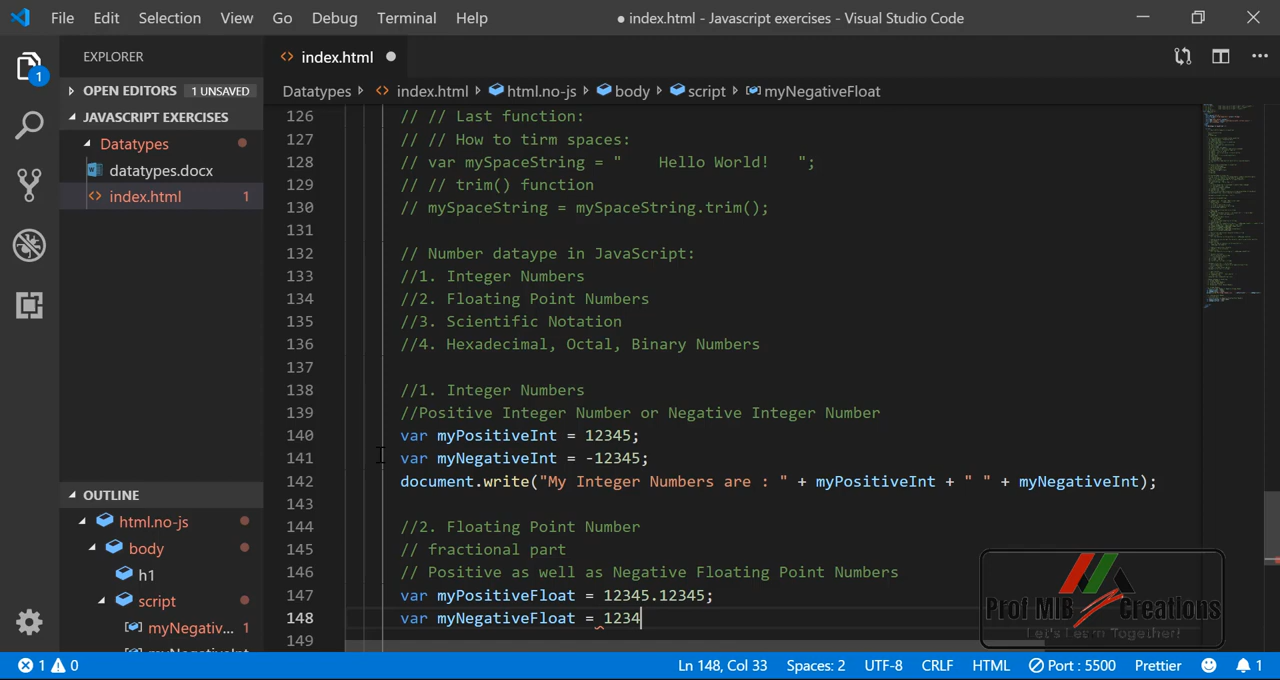 File Edit Selection View Go Debug Terminal Help
● index.html - Javascript exercises - Visual Studio Code
EXPLORER
OPEN EDITORS 1 UNSAVED
JAVASCRIPT EXERCISES
Datatypes
datatypes.docx
index.html 1
OUTLINE
html.no-js
body
h1
script
myNegativ...
<> index.html ●
Datatypes <> index.html html.no-js body script myNegativeFloat
126 // // Last function:
127 // // How to tirm spaces:
128 // var mySpaceString = "    Hello World!   ";
129 // // trim() function
130 // mySpaceString = mySpaceString.trim();
131
132 // Number dataype in JavaScript:
133 //1. Integer Numbers
134 //2. Floating Point Numbers
135 //3. Scientific Notation
136 //4. Hexadecimal, Octal, Binary Numbers
137
138 //1. Integer Numbers
139 //Positive Integer Number or Negative Integer Number
140 var myPositiveInt = 12345;
141 var myNegativeInt = -12345;
142 document.write("My Integer Numbers are : " + myPositiveInt + " " + myNegativeInt);
143
144 //2. Floating Point Number
145 // fractional part
146 // Positive as well as Negative Floating Point Numbers
147 var myPositiveFloat = 12345.12345;
148 var myNegativeFloat = 1234
149
Prof MIB Creations
Let's Learn Together!
1 0 Ln 148, Col 33 Spaces: 2 UTF-8 CRLF HTML Port : 5500 Prettier 1